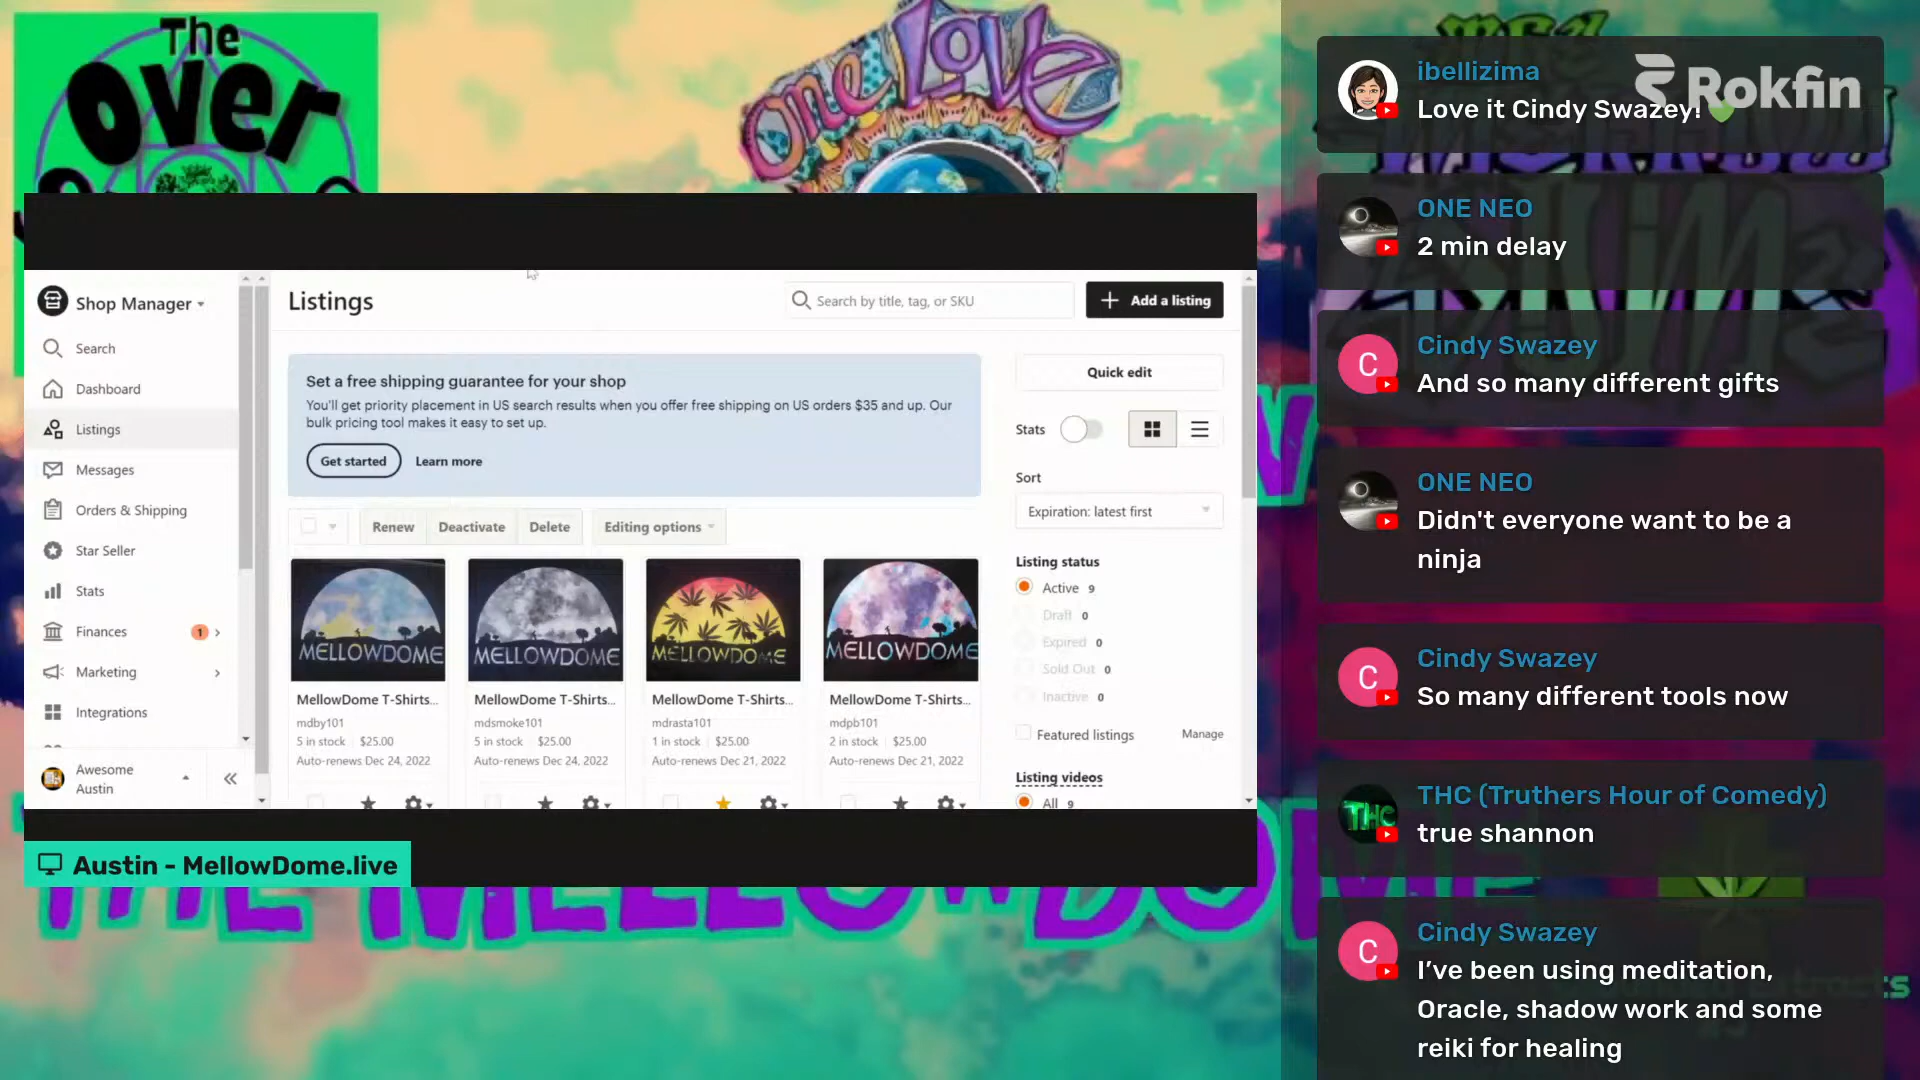 The
Over
One Love
Shop Manager
Search
Dashboard
Listings
Messages
Orders & Shipping
Star Seller
Stats
Finances 1
Marketing
Integrations
Awesome
Austin
Listings
Search by title, tag, or SKU
Add a listing
Set a free shipping guarantee for your shop
You'll get priority placement in US search results when you offer free shipping on US orders $35 and up. Our
bulk pricing tool makes it easy to set up.
Get started Learn more
Renew Deactivate Delete Editing options
MELLOWDOME MELLOWDOME MELLOWDOME MELLOWDOME
MellowDome T-Shirts... MellowDome T-Shirts... MellowDome T-Shirts... MellowDome T-Shirts...
mdby101 mdsmoke101 mdrasta101 mdpb101
5 in stock $25.00 5 in stock $25.00 1 in stock $25.00 2 in stock $25.00
Auto-renews Dec 24, 2022 Auto-renews Dec 24, 2022 Auto-renews Dec 21, 2022 Auto-renews Dec 21, 2022
Quick edit
Stats
Sort
Expiration: latest first
Listing status
Active 9
Draft 0
Expired 0
Sold Out 0
Inactive 0
Featured listings Manage
Listing videos
All 9
Austin - MellowDome.live
THE MELLOWDOME
Rokfin
ibellizima
Love it Cindy Swazey!
ONE NEO
2 min delay
C
Cindy Swazey
And so many different gifts
ONE NEO
Didn't everyone want to be a
ninja
C
Cindy Swazey
So many different tools now
THC
THC (Truthers Hour of Comedy)
true shannon
C
Cindy Swazey
I’ve been using meditation,
Oracle, shadow work and some
reiki for healing